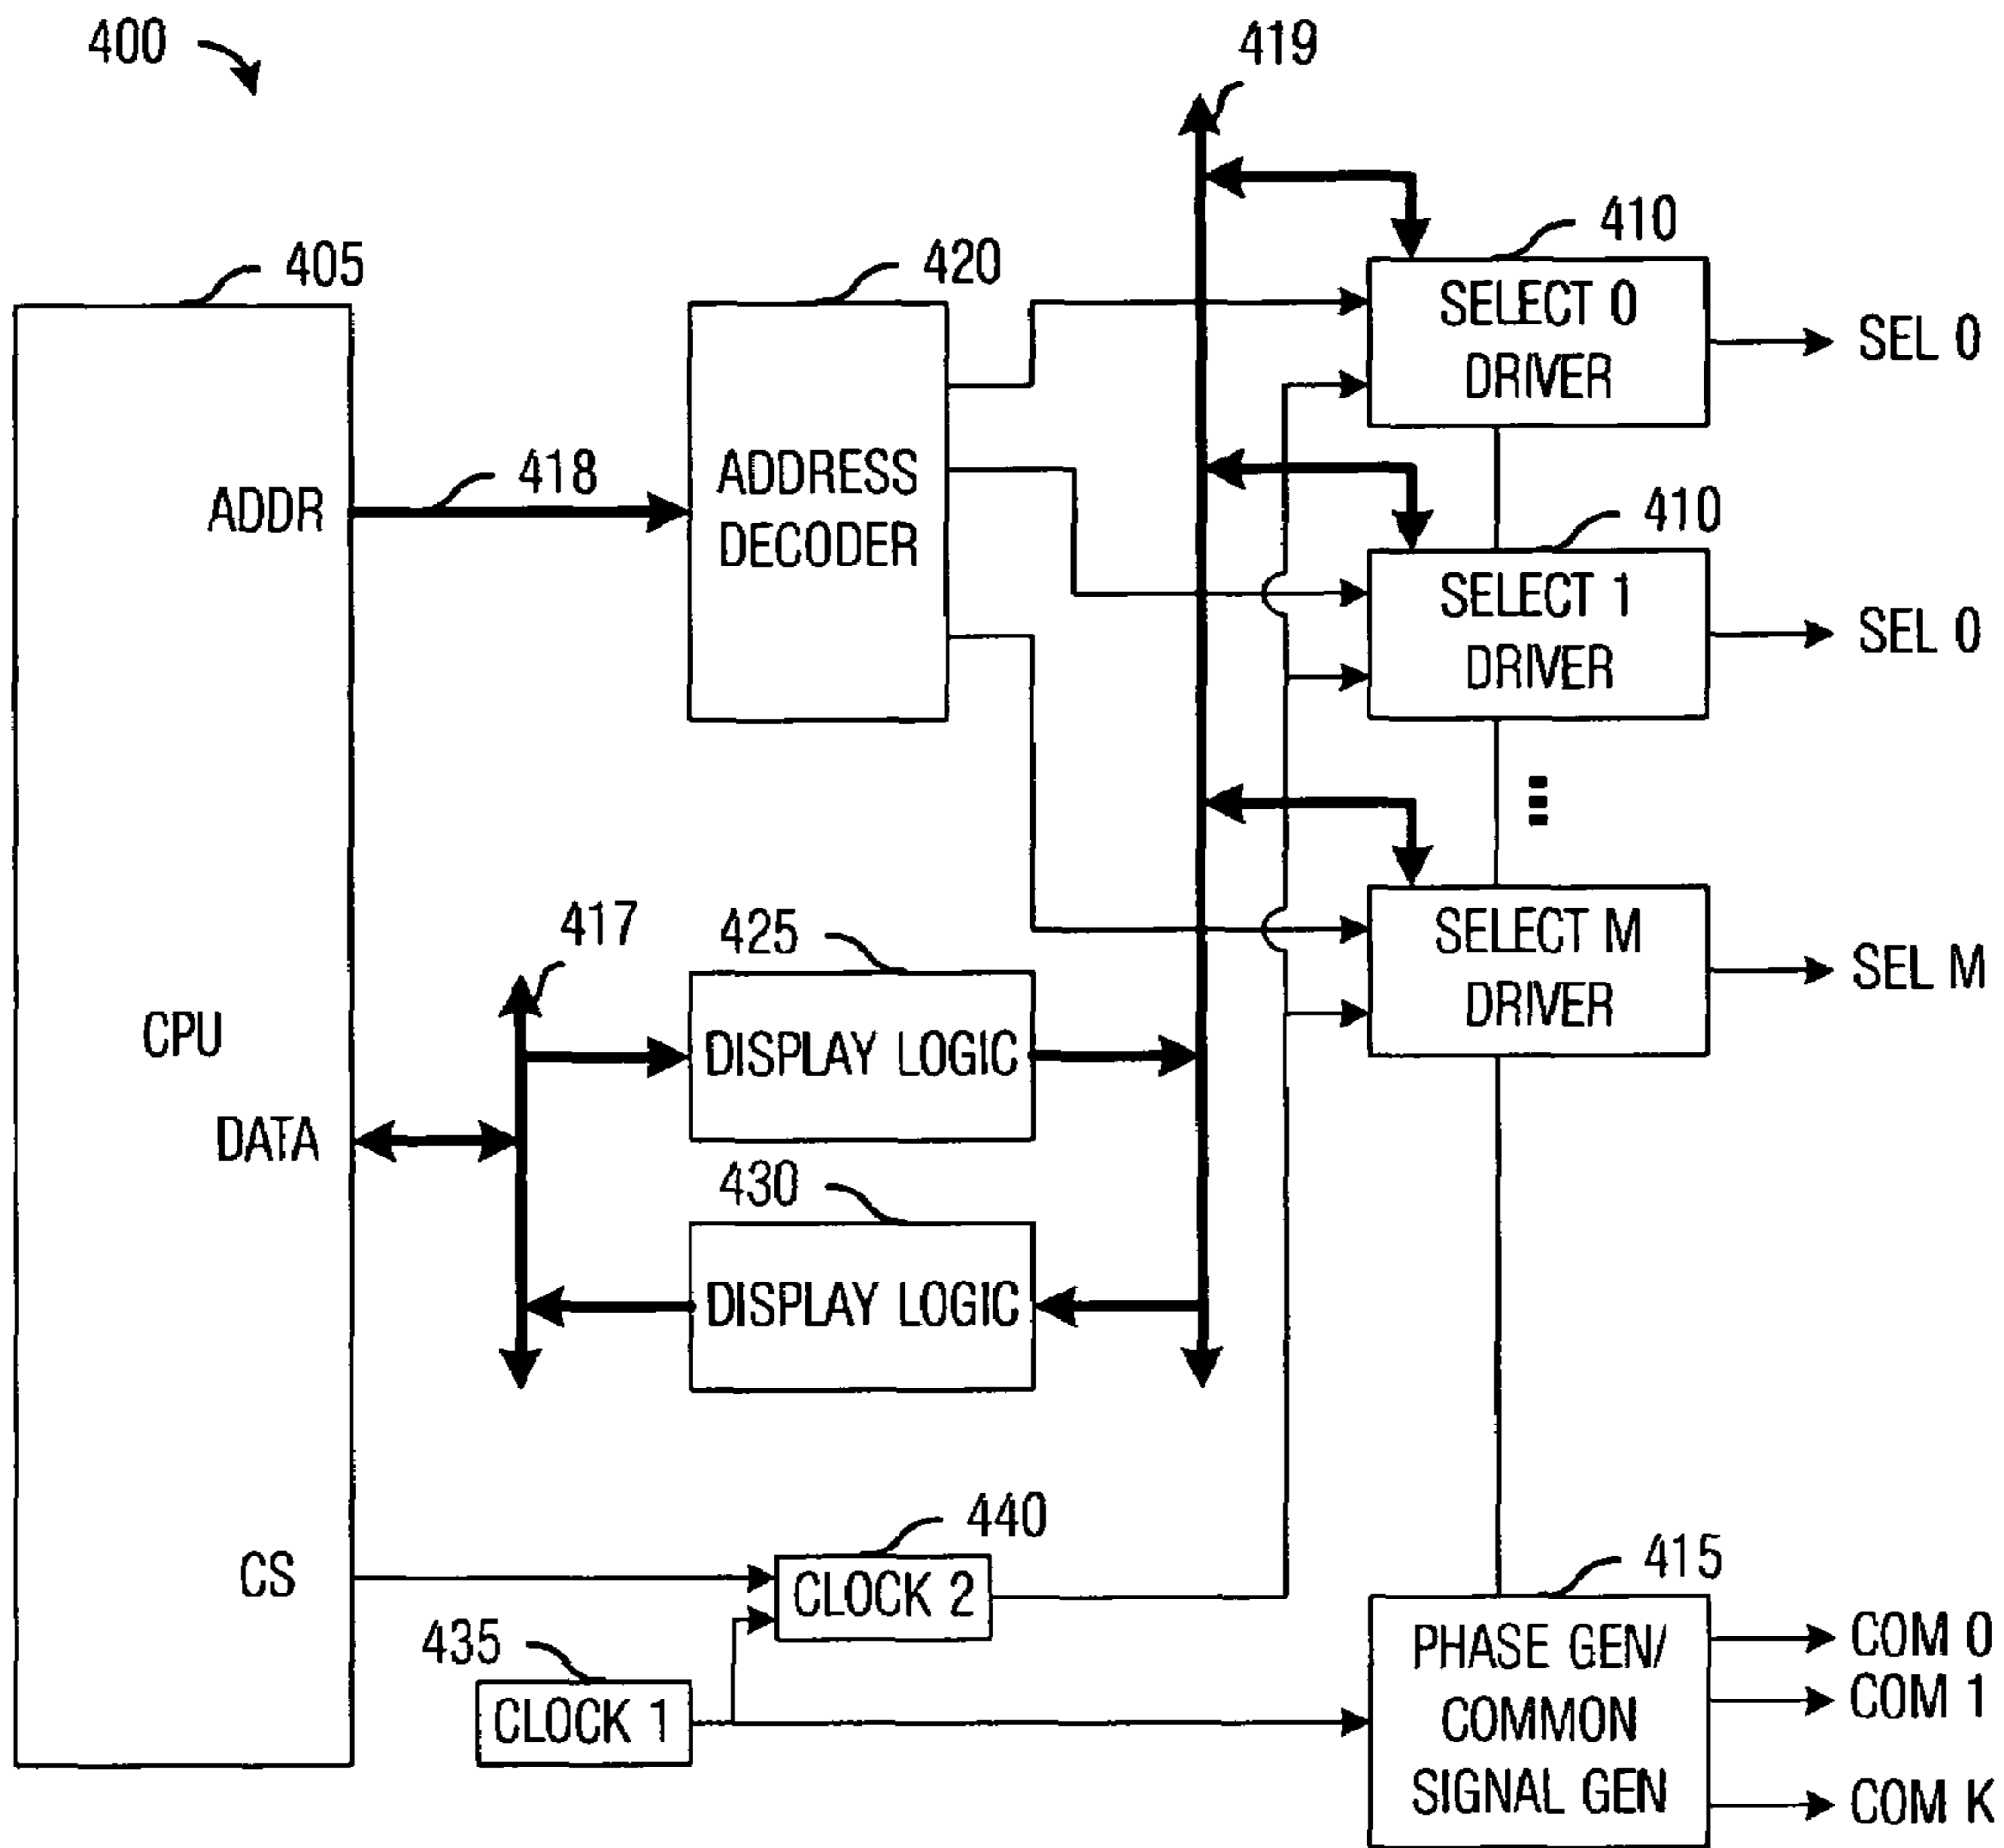 400
419
405
420
410
SELECT 0
DRIVER
SEL 0
ADDR
418
ADDRESS
DECODER
410
SELECT 1
DRIVER
SEL 0
417
425
SELECT M
DRIVER
SEL M
CPU
DISPLAY LOGIC
DATA
430
DISPLAY LOGIC
440
CS
CLOCK 2
415
435
CLOCK 1
PHASE GEN/
COMMON
SIGNAL GEN
COM 0
COM 1
COM K